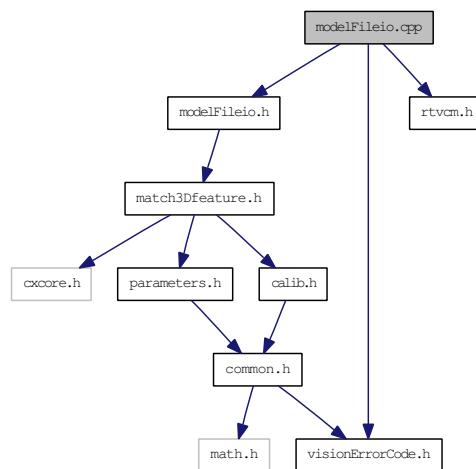 modelFileio.cpp
modelFileio.h
rtvcm.h
match3Dfeature.h
cxcore.h
parameters.h
calib.h
common.h
math.h
visionErrorCode.h